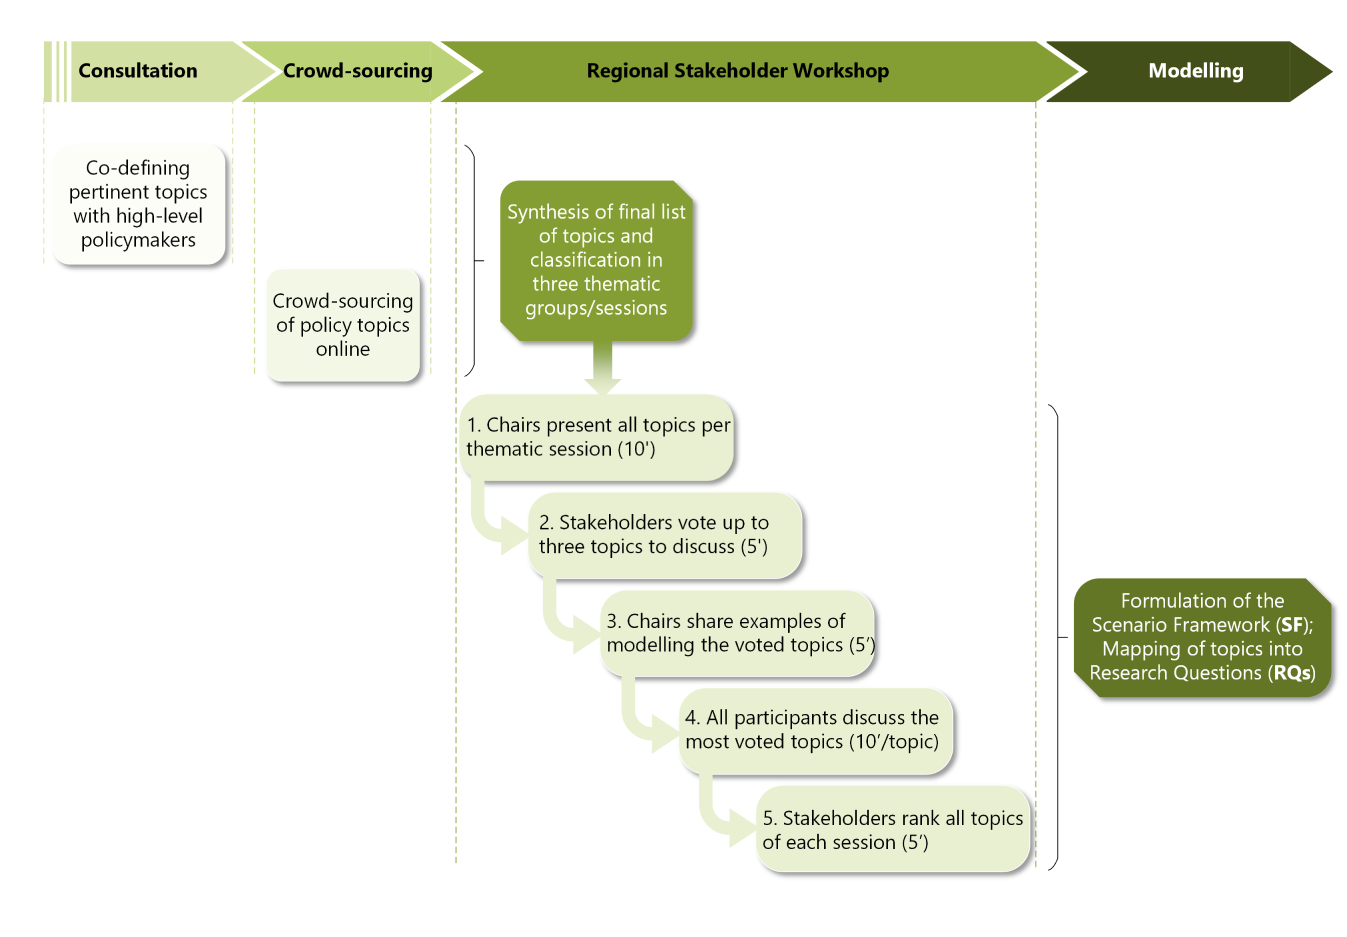 Consultation
Crowd-sourcing
Regional Stakeholder Workshop
Modelling
Co-defining
pertinent topics
with high-level
policymakers
Crowd-sourcing
of policy topics
online
Synthesis of final list
of topics and
classification in
three thematic
groups/sessions
1. Chairs present all topics per
thematic session (10')
2. Stakeholders vote up to
three topics to discuss (5')
3. Chairs share examples of
modelling the voted topics (5’)
4. All participants discuss the
most voted topics (10’/topic)
5. Stakeholders rank all topics
of each session (5’)
Formulation of the
Scenario Framework (SF);
Mapping of topics into
Research Questions (RQs)